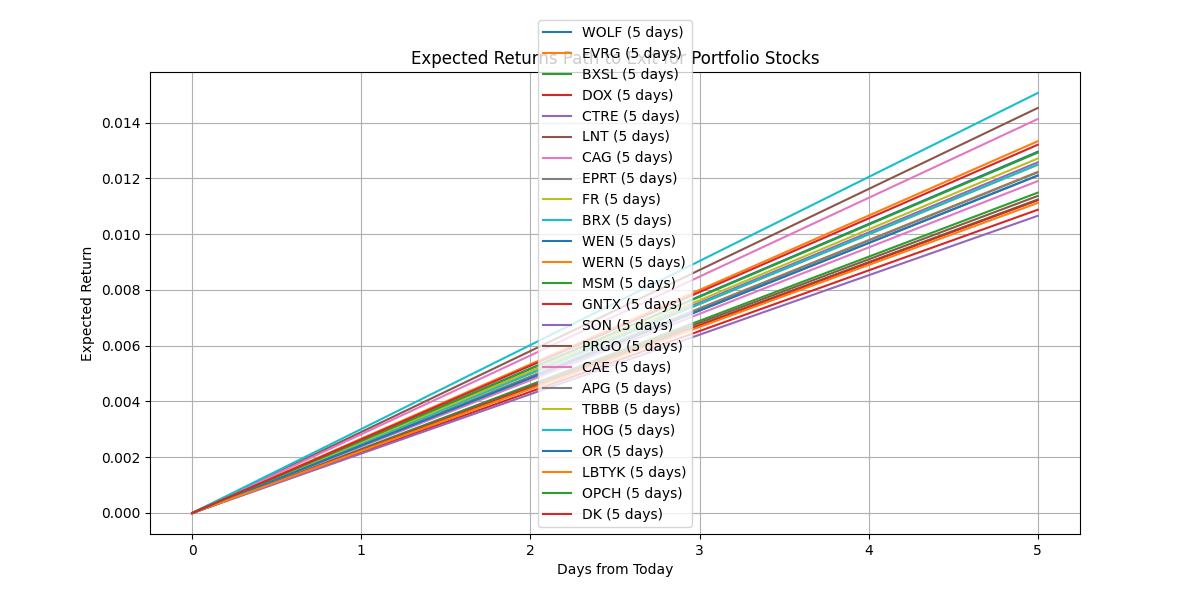 Expected Returns Path to Exit for Portfolio Stocks
WOLF (5 days)
EVRG (5 days)
BXSL (5 days)
DOX (5 days)
CTRE (5 days)
LNT (5 days)
CAG (5 days)
EPRT (5 days)
FR (5 days)
BRX (5 days)
WEN (5 days)
WERN (5 days)
MSM (5 days)
GNTX (5 days)
SON (5 days)
PRGO (5 days)
CAE (5 days)
APG (5 days)
TBBB (5 days)
HOG (5 days)
OR (5 days)
LBTYK (5 days)
OPCH (5 days)
DK (5 days)
Expected Return
0.014
0.012
0.010
0.008
0.006
0.004
0.002
0.000
0 1 2 3 4 5
Days from Today